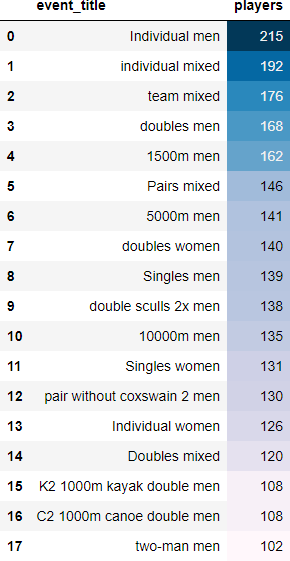 event_title players
0 Individual men 215
1 individual mixed 192
2 team mixed 176
3 doubles men 168
4 1500m men 162
5 Pairs mixed 146
6 5000m men 141
7 doubles women 140
8 Singles men 139
9 double sculls 2x men 138
10 10000m men 135
11 Singles women 131
12 pair without coxswain 2 men 130
13 Individual women 126
14 Doubles mixed 120
15 K2 1000m kayak double men 108
16 C2 1000m canoe double men 108
17 two-man men 102